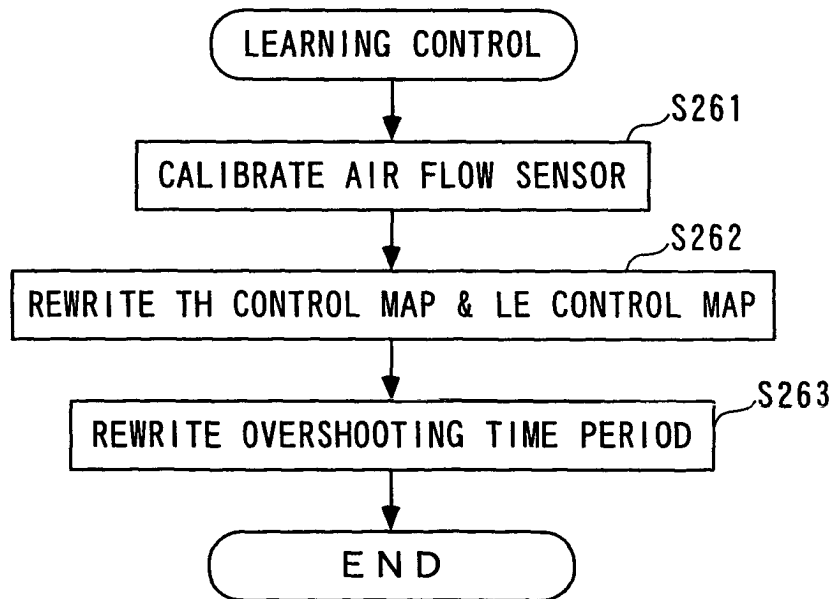 LEARNING CONTROL
S261
CALIBRATE AIR FLOW SENSOR
S262
REWRITE TH CONTROL MAP & LE CONTROL MAP
S263
REWRITE OVERSHOOTING TIME PERIOD
END